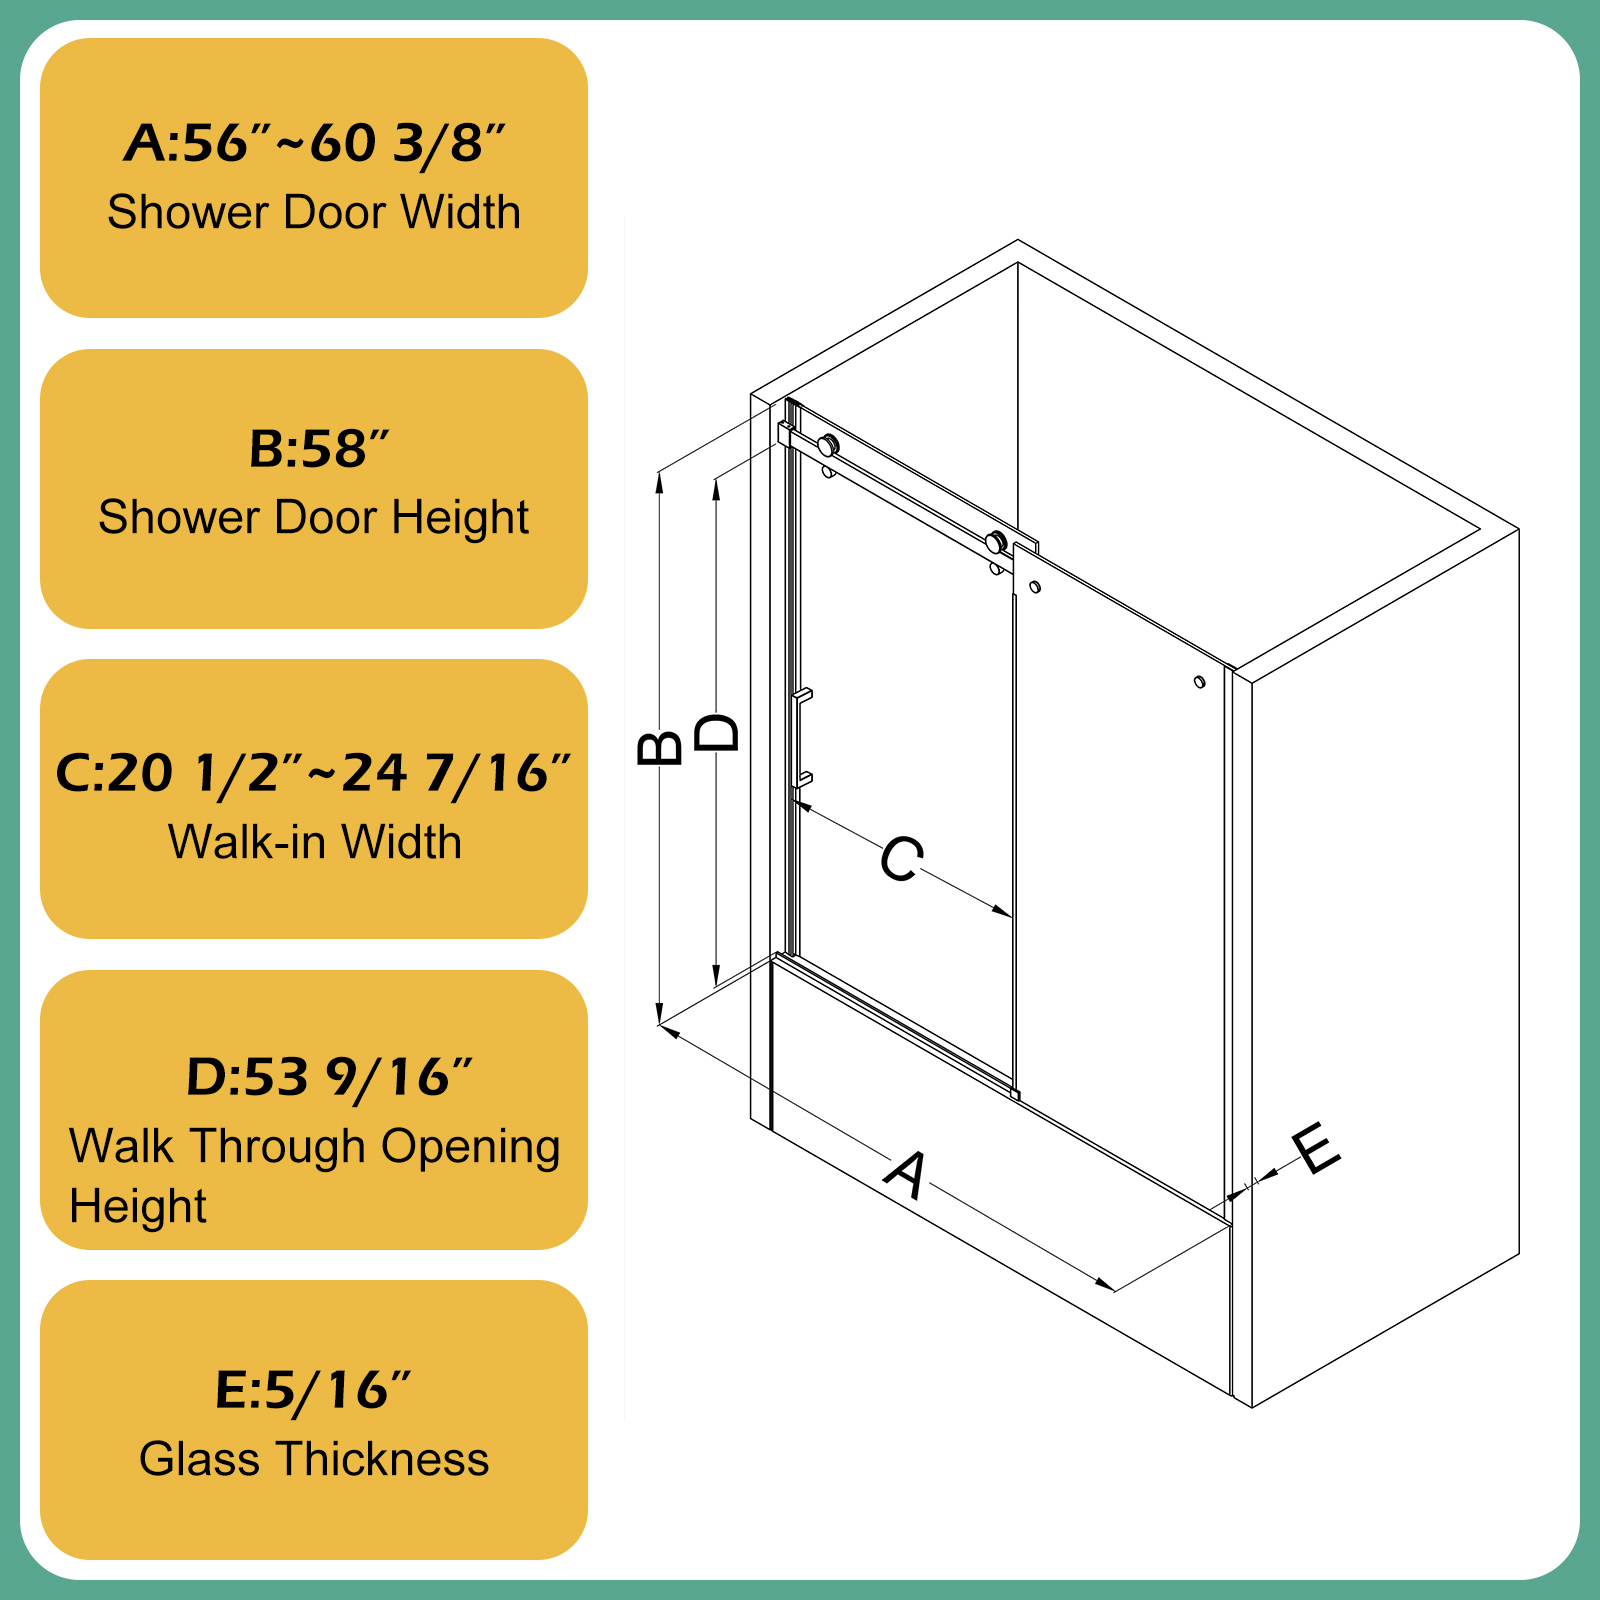 A:56″~60 3/8″
Shower Door Width
B:58″
Shower Door Height
C:20 1/2″~24 7/16″
Walk-in Width
D:53 9/16″
Walk Through Opening
Height
E:5/16″
Glass Thickness
B
D
C
A
E